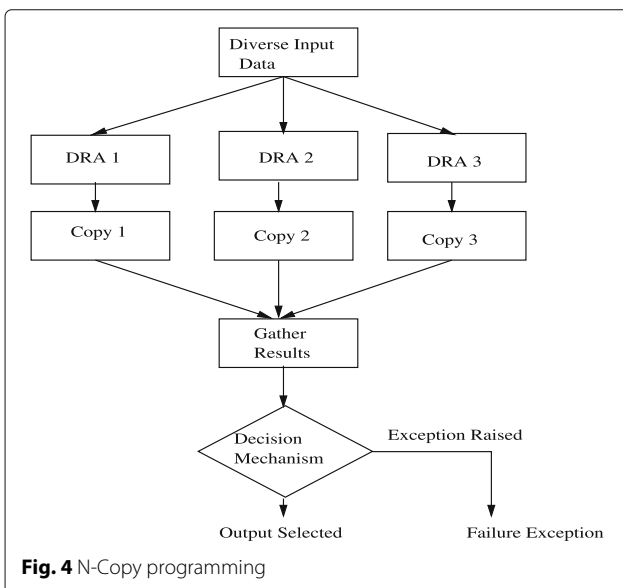 Diverse Input
Data
DRA 1
DRA 2
DRA 3
Copy 1
Copy 2
Copy 3
Gather
Results
Decision
Mechanism
Exception Raised
Output Selected
Failure Exception
Fig. 4 N-Copy programming